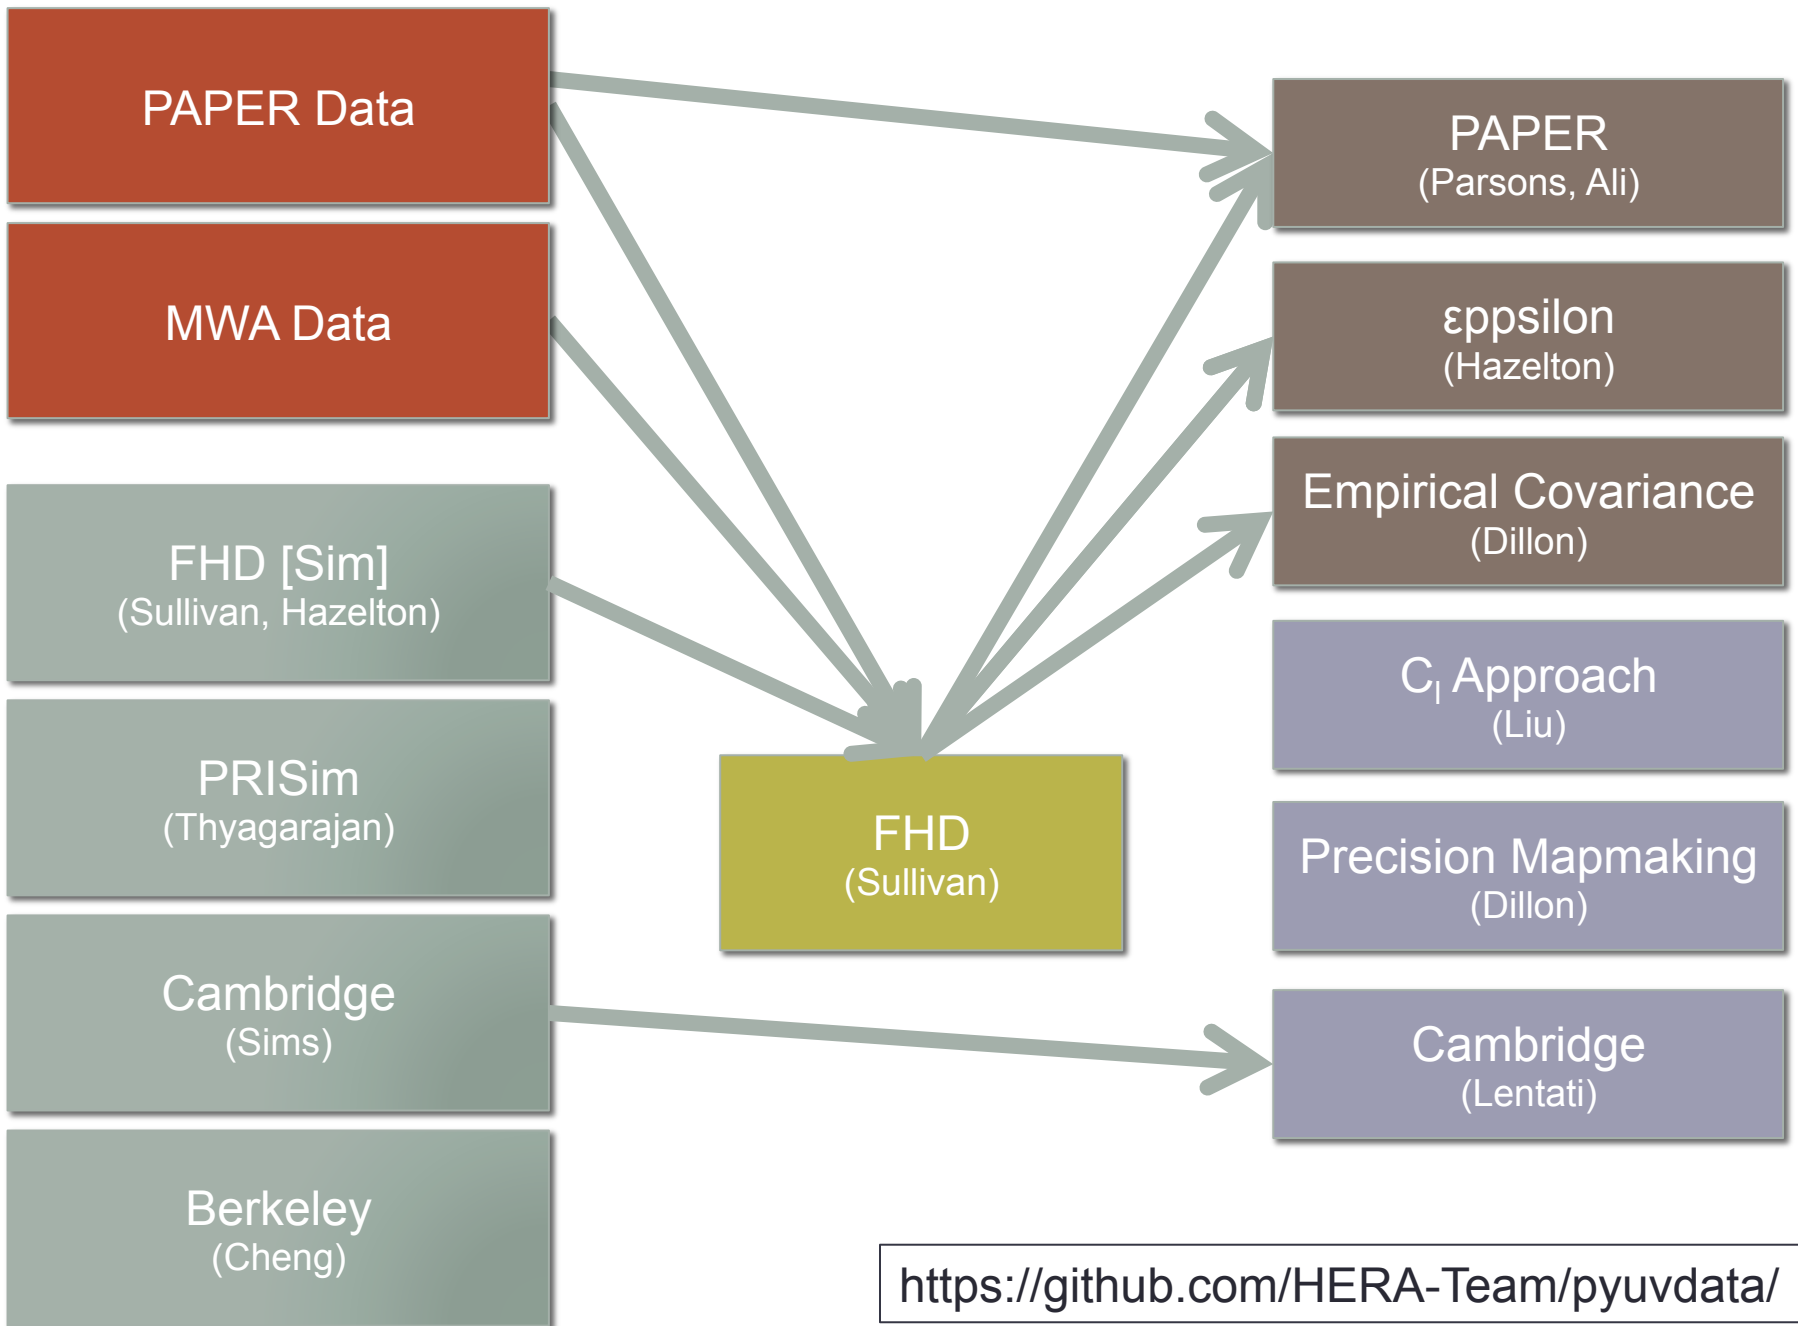 PAPER Data
MWA Data
FHD [Sim]
(Sullivan, Hazelton)
PRISim
(Thyagarajan)
Cambridge
(Sims)
Berkeley
(Cheng)
FHD
(Sullivan)
PAPER
(Parsons, Ali)
εppsilon
(Hazelton)
Empirical Covariance
(Dillon)
Cl Approach
(Liu)
Precision Mapmaking
(Dillon)
Cambridge
(Lentati)
https://github.com/HERA-Team/pyuvdata/